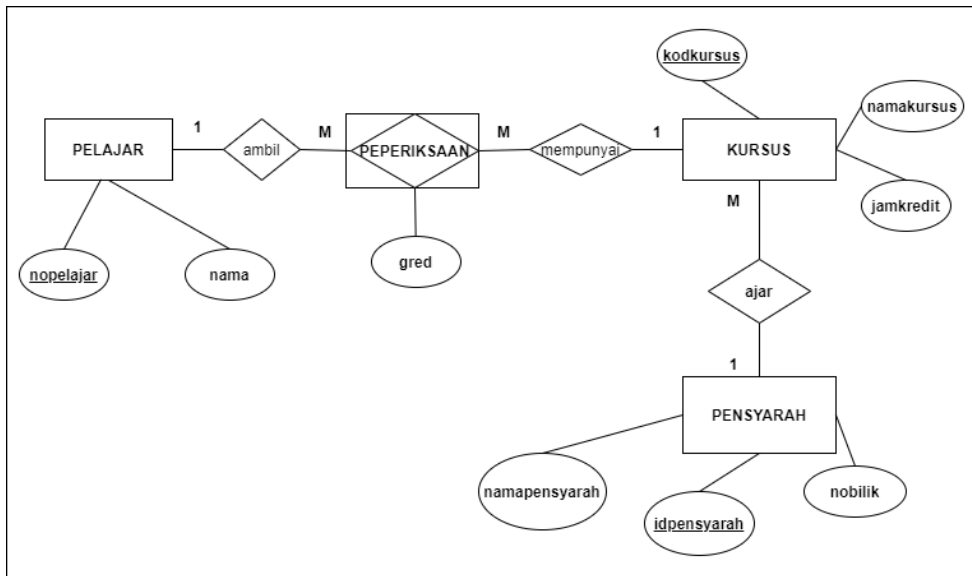 kodkursus
namakursus
1
M
M
1
PELAJAR
ambil
PEPERIKSAAN
mempunyai
KURSUS
M
jamkredit
nopelajar
nama
gred
ajar
1
PENSYARAH
namapensyarah
idpensyarah
nobilik